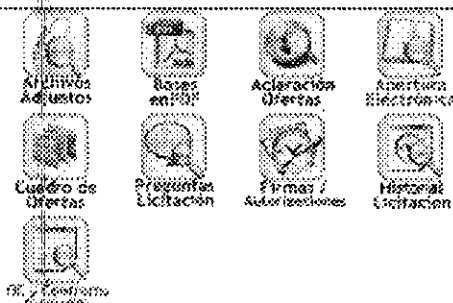 Archivos
Adjuntos
Bases
en PDF
Aclaración
Ofertas
Apertura
Electrónica
Cuadro de
Ofertas
Preguntas
Licitación
Firmas /
Autorizaciones
Historial
Licitación
OC y Contrato